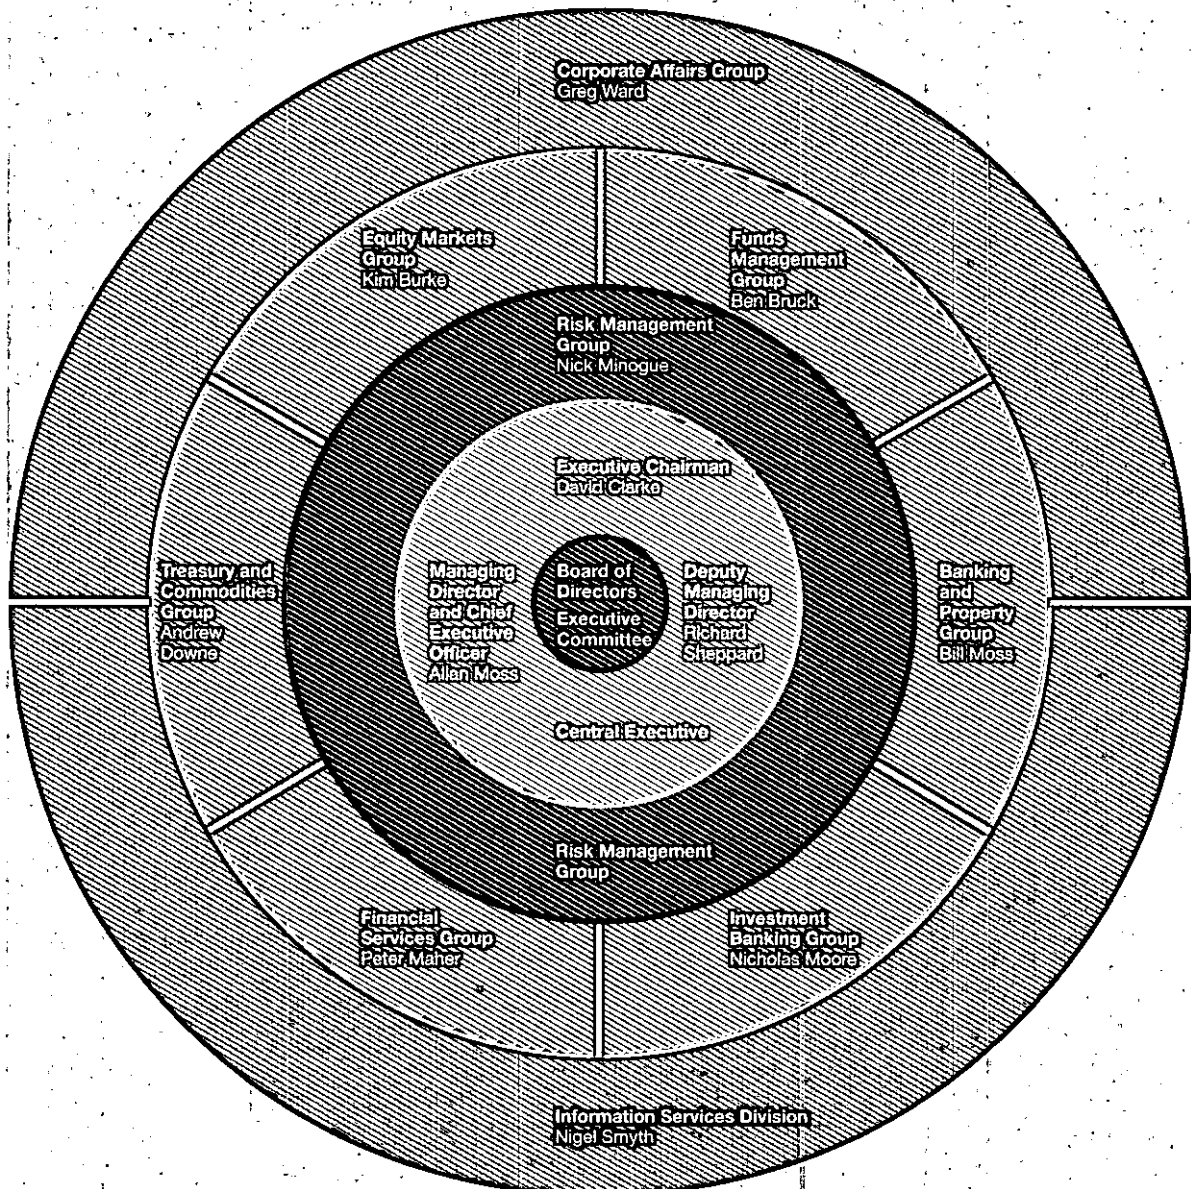 Corporate Affairs Group
Greg Ward
Equity Markets
Group
Kim Burke
Funds
Management
Group
Ben Bruck
Risk Management
Group
Nick Minogue
Executive Chairman
David Clarke
Treasury and
Commodities
Group
Andrew
Downe
Managing
Director
and Chief
Executive
Officer
Allan Moss
Board of
Directors
Executive
Committee
Deputy
Managing
Director
Richard
Sheppard
Banking
and
Property
Group
Bill Moss
Central Executive
Risk Management
Group
Financial
Services Group
Peter Maher
Investment
Banking Group
Nicholas Moore
Information Services Division
Nigel Smyth